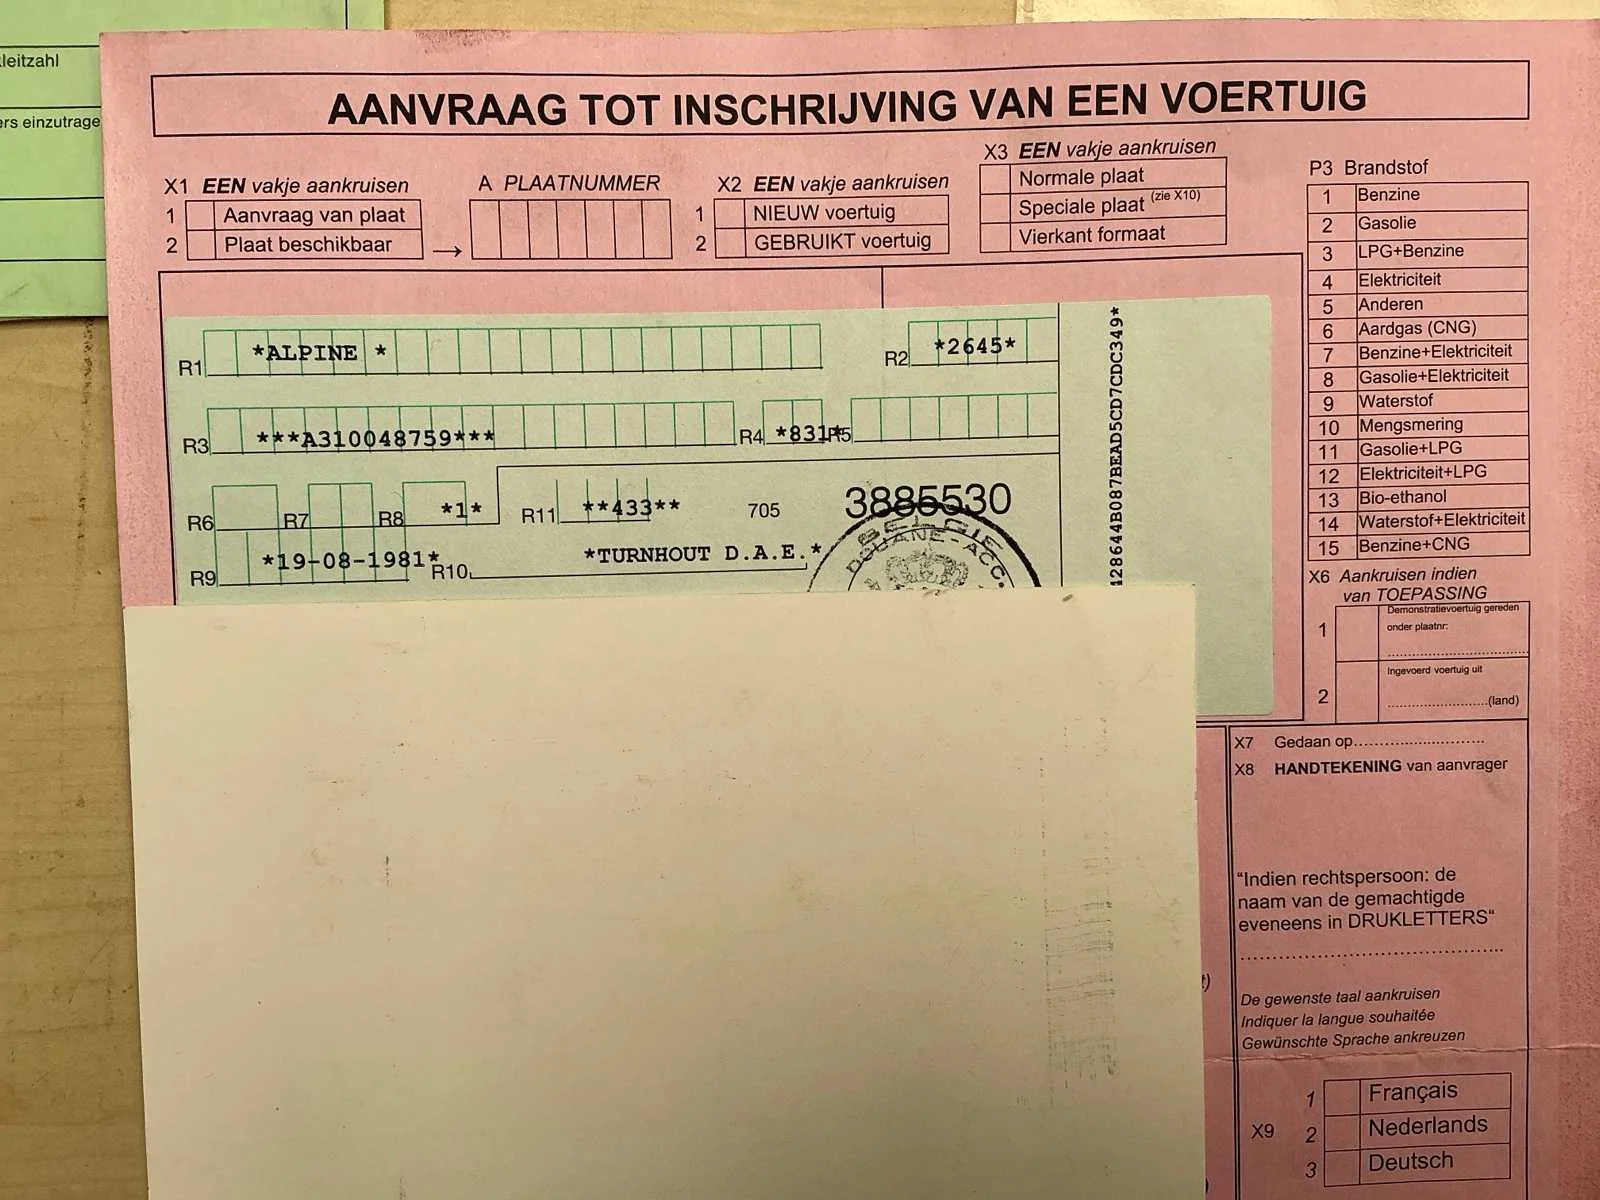 leitzahl
ers einzutrage
AANVRAAG TOT INSCHRIJVING VAN EEN VOERTUIG
X1 EEN vakje aankruisen
1 Aanvraag van plaat
2 Plaat beschikbaar
A PLAATNUMMER
X2 EEN vakje aankruisen
1 NIEUW voertuig
2 GEBRUIKT voertuig
X3 EEN vakje aankruisen
Normale plaat
Speciale plaat (zie X10)
Vierkant formaat
P3 Brandstof
1 Benzine
2 Gasolie
3 LPG+Benzine
4 Elektriciteit
5 Anderen
6 Aardgas (CNG)
7 Benzine+Elektriciteit
8 Gasolie+Elektriciteit
9 Waterstof
10 Mengsmering
11 Gasolie+LPG
12 Elektriciteit+LPG
13 Bio-ethanol
14 Waterstof+Elektriciteit
15 Benzine+CNG
R1 *ALPINE * R2 *2645*
R3 ***A310048759*** R4 *831* R5
R6 R7 R8 *1* R11 **433** 705 3885530
R9 *19-08-1981* R10 *TURNHOUT D.A.E.*
BELGIE
DOUANE-ACC.
428644B087BEAD5CD7CDC349*
X6 Aankruisen indien
van TOEPASSING
1 Demonstratievoertuig gereden
onder plaatnr:
2 Ingevoerd voertuig uit
(land)
X7 Gedaan op
X8 HANDTEKENING van aanvrager
“Indien rechtspersoon: de
naam van de gemachtigde
eveneens in DRUKLETTERS“
De gewenste taal aankruisen
Indiquer la langue souhaitée
Gewünschte Sprache ankreuzen
X9
1 Français
2 Nederlands
3 Deutsch